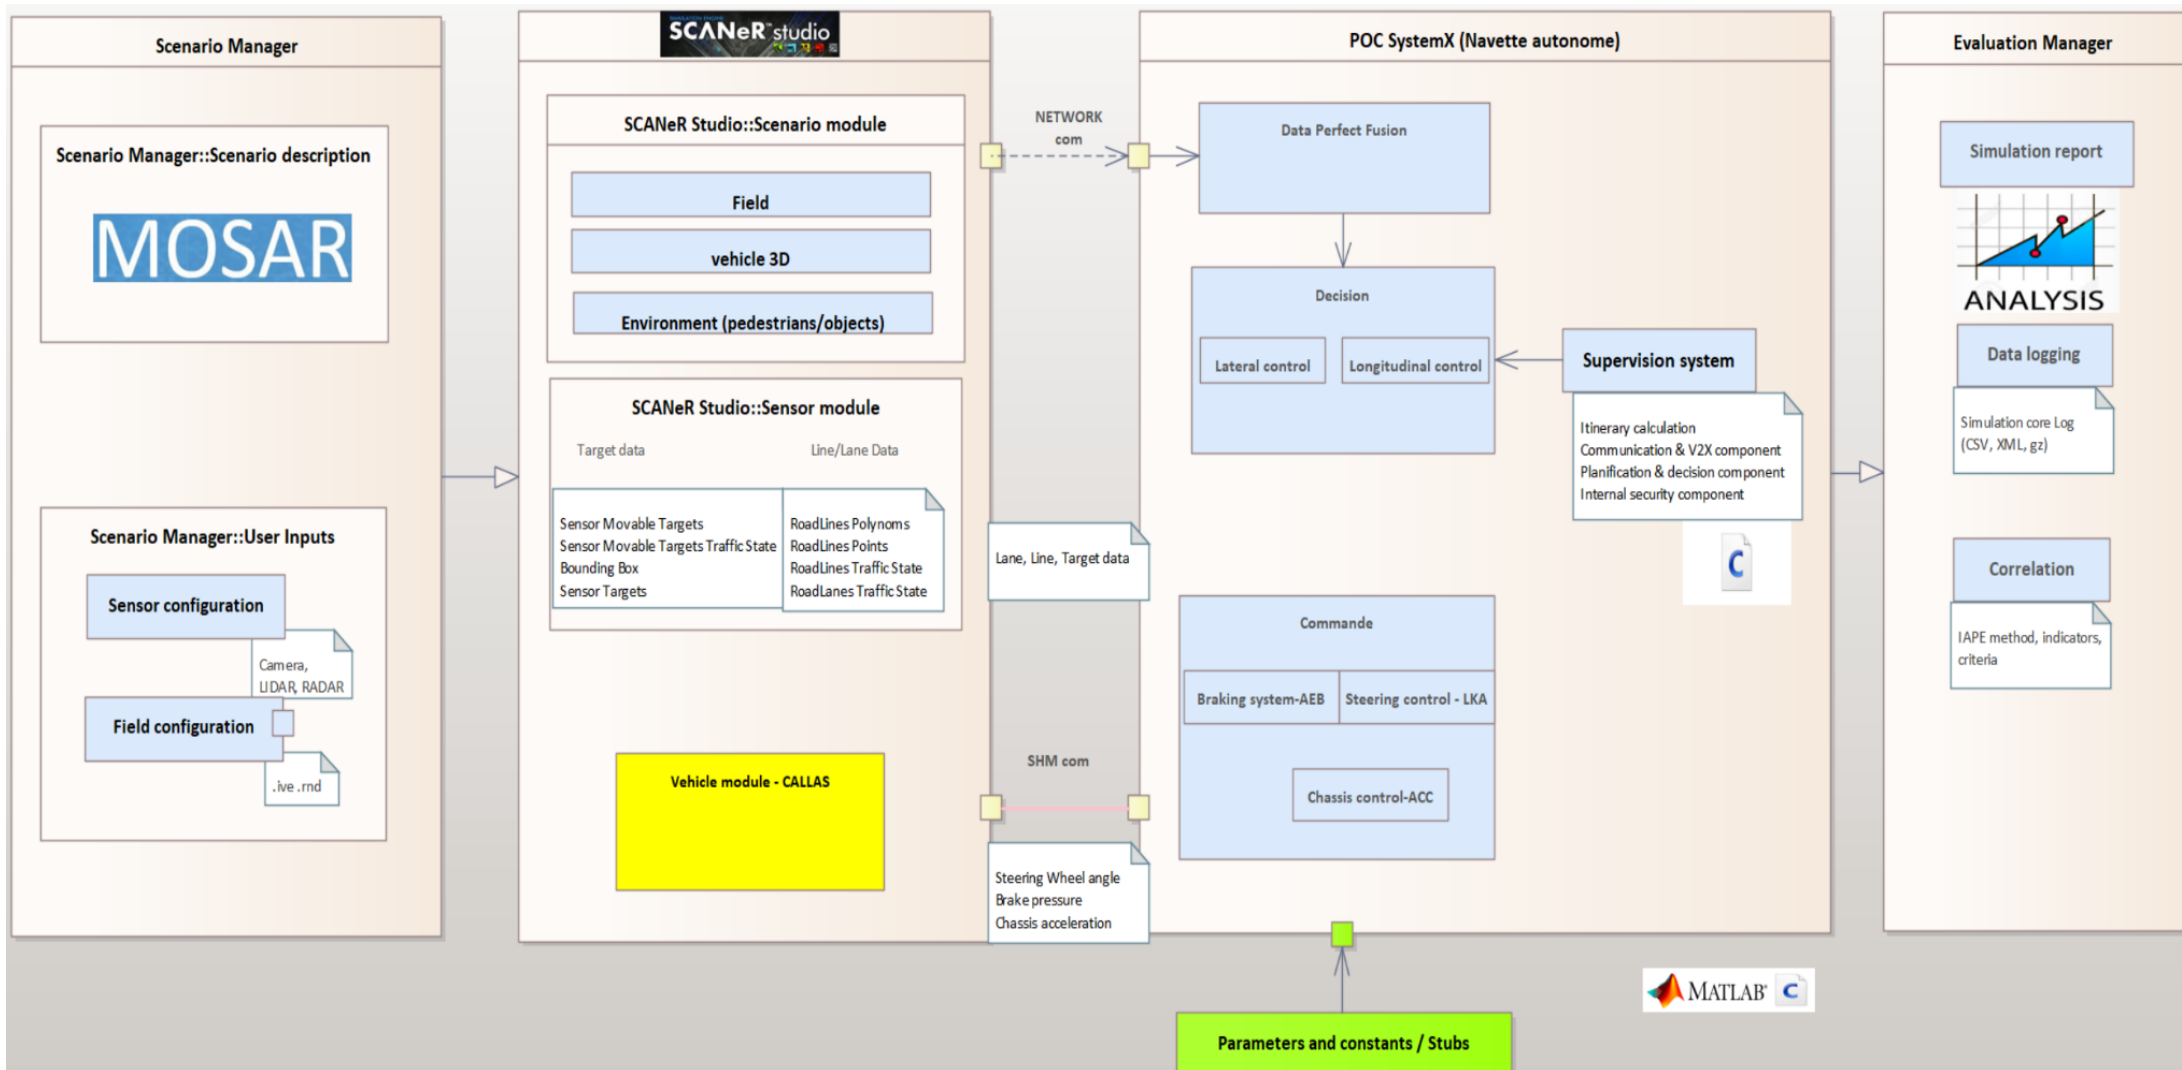 Scenario Manager
Scenario Manager::Scenario description
MOSAR
Scenario Manager::User Inputs
Sensor configuration
Camera,
LIDAR, RADAR
Field configuration
.ive .rnd
SCANeR studio
SCANeR Studio::Scenario module
Field
vehicle 3D
Environment (pedestrians/objects)
SCANeR Studio::Sensor module
Target data
Line/Lane Data
Sensor Movable Targets
Sensor Movable Targets Traffic State
Bounding Box
Sensor Targets
RoadLines Polynoms
RoadLines Points
RoadLines Traffic State
RoadLanes Traffic State
Vehicle module - CALLAS
NETWORK
com
Lane, Line, Target data
SHM com
Steering Wheel angle
Brake pressure
Chassis acceleration
POC SystemX (Navette autonome)
Data Perfect Fusion
Decision
Lateral control
Longitudinal control
Supervision system
Itinerary calculation
Communication & V2X component
Planification & decision component
Internal security component
C
Commande
Braking system-AEB
Steering control - LKA
Chassis control-ACC
MATLAB
C
Parameters and constants / Stubs
Evaluation Manager
Simulation report
ANALYSIS
Data logging
Simulation core Log
(CSV, XML, gz)
Correlation
IAPE method, indicators,
criteria